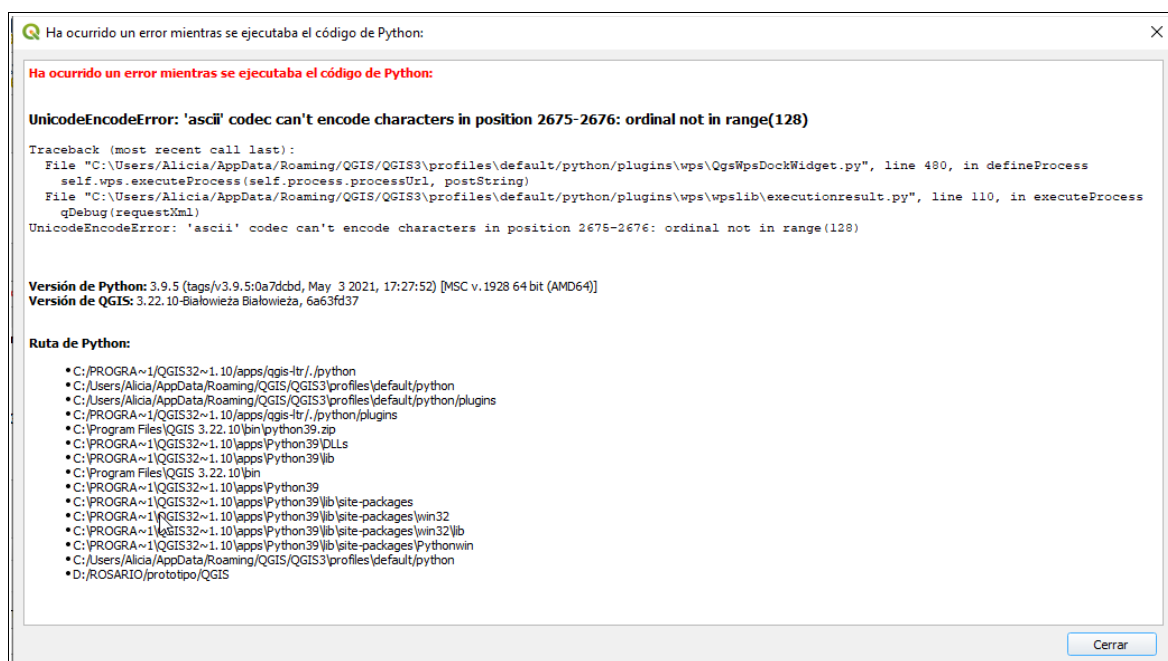 Ha ocurrido un error mientras se ejecutaba el código de Python:
Ha ocurrido un error mientras se ejecutaba el código de Python:
UnicodeEncodeError: 'ascii' codec can't encode characters in position 2675-2676: ordinal not in range(128)
Traceback (most recent call last):
File "C:\Users/Alicia/AppData/Roaming/QGIS/QGIS3\profiles\default/python/plugins\wps\QgsWpsDockWidget.py", line 480, in defineProcess
self.wps.executeProcess(self.process.processUrl, postString)
File "C:\Users/Alicia/AppData/Roaming/QGIS/QGIS3\profiles\default/python/plugins\wps\wpslib\executionresult.py", line 110, in executeProcess
qDebug(requestXml)
UnicodeEncodeError: 'ascii' codec can't encode characters in position 2675-2676: ordinal not in range(128)
Versión de Python: 3.9.5 (tags/v3.9.5:0a7dcbd, May 3 2021, 17:27:52) [MSC v.1928 64 bit (AMD64)]
Versión de QGIS: 3.22.10-Białowieża Białowieża, 6a63fd37
Ruta de Python:
• C:/PROGRA~1/QGIS32~1.10/apps/qgis-ltr/./python
• C:/Users/Alicia/AppData/Roaming/QGIS/QGIS3\profiles\default/python
• C:/Users/Alicia/AppData/Roaming/QGIS/QGIS3\profiles\default/python/plugins
• C:/PROGRA~1/QGIS32~1.10/apps/qgis-ltr/./python/plugins
• C:\Program Files\QGIS 3.22.10\bin\python39.zip
• C:\PROGRA~1\QGIS32~1.10\apps\Python39\DLLs
• C:\PROGRA~1\QGIS32~1.10\apps\Python39\lib
• C:\Program Files\QGIS 3.22.10\bin
• C:\PROGRA~1\QGIS32~1.10\apps\Python39
• C:\PROGRA~1\QGIS32~1.10\apps\Python39\lib\site-packages
• C:\PROGRA~1\QGIS32~1.10\apps\Python39\lib\site-packages\win32
• C:\PROGRA~1\QGIS32~1.10\apps\Python39\lib\site-packages\win32\lib
• C:\PROGRA~1\QGIS32~1.10\apps\Python39\lib\site-packages\Pythonwin
• C:/Users/Alicia/AppData/Roaming/QGIS/QGIS3\profiles\default/python
• D:/ROSARIO/prototipo/QGIS
Cerrar